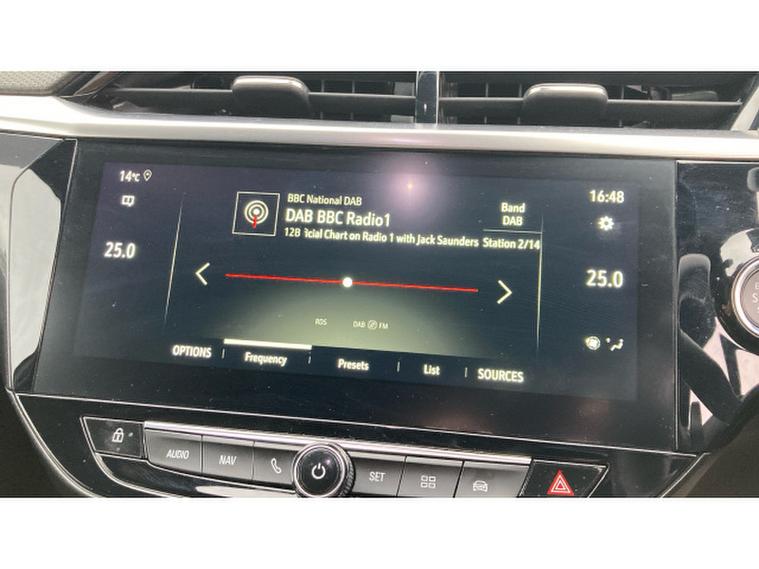 14°C
BBC National DAB
DAB BBC Radio1
12B ficial Chart on Radio 1 with Jack Saunders
Band
DAB
Station 2/14
16:48
25.0
25.0
RDS DAB FM
OPTIONS
Frequency
Presets
List
SOURCES
AUDIO
NAV
SET